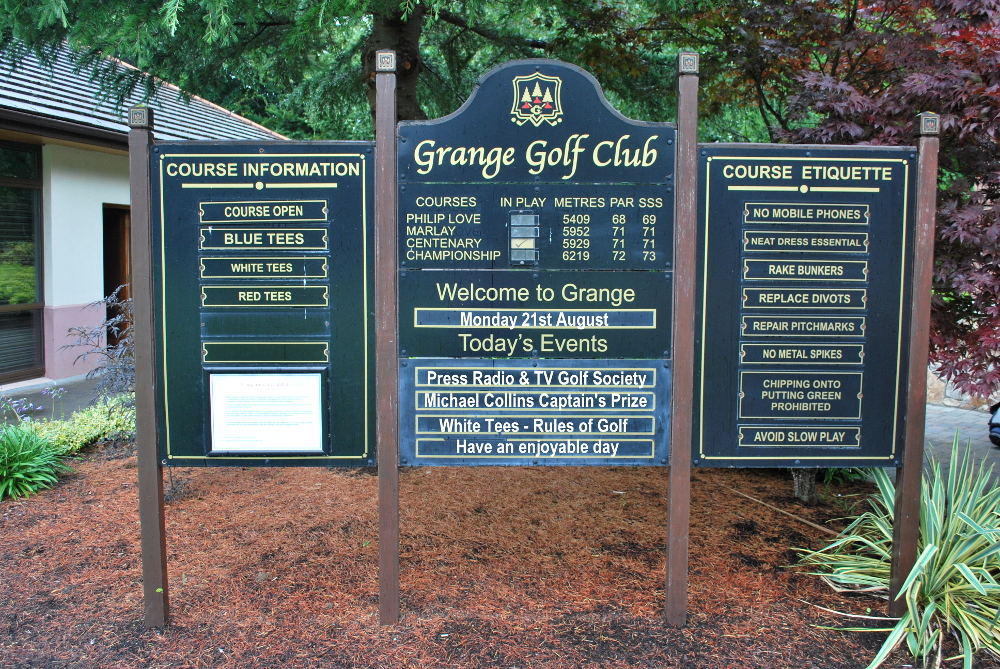 COURSE INFORMATION
COURSE OPEN
BLUE TEES
WHITE TEES
RED TEES
G
Grange Golf Club
COURSES IN PLAY METRES PAR SSS
PHILIP LOVE 5409 68 69
MARLAY 5952 71 71
CENTENARY 5929 71 71
CHAMPIONSHIP 6219 72 73
Welcome to Grange
Monday 21st August
Today's Events
Press Radio & TV Golf Society
Michael Collins Captain's Prize
White Tees - Rules of Golf
Have an enjoyable day
COURSE ETIQUETTE
NO MOBILE PHONES
NEAT DRESS ESSENTIAL
RAKE BUNKERS
REPLACE DIVOTS
REPAIR PITCHMARKS
NO METAL SPIKES
CHIPPING ONTO
PUTTING GREEN
PROHIBITED
AVOID SLOW PLAY